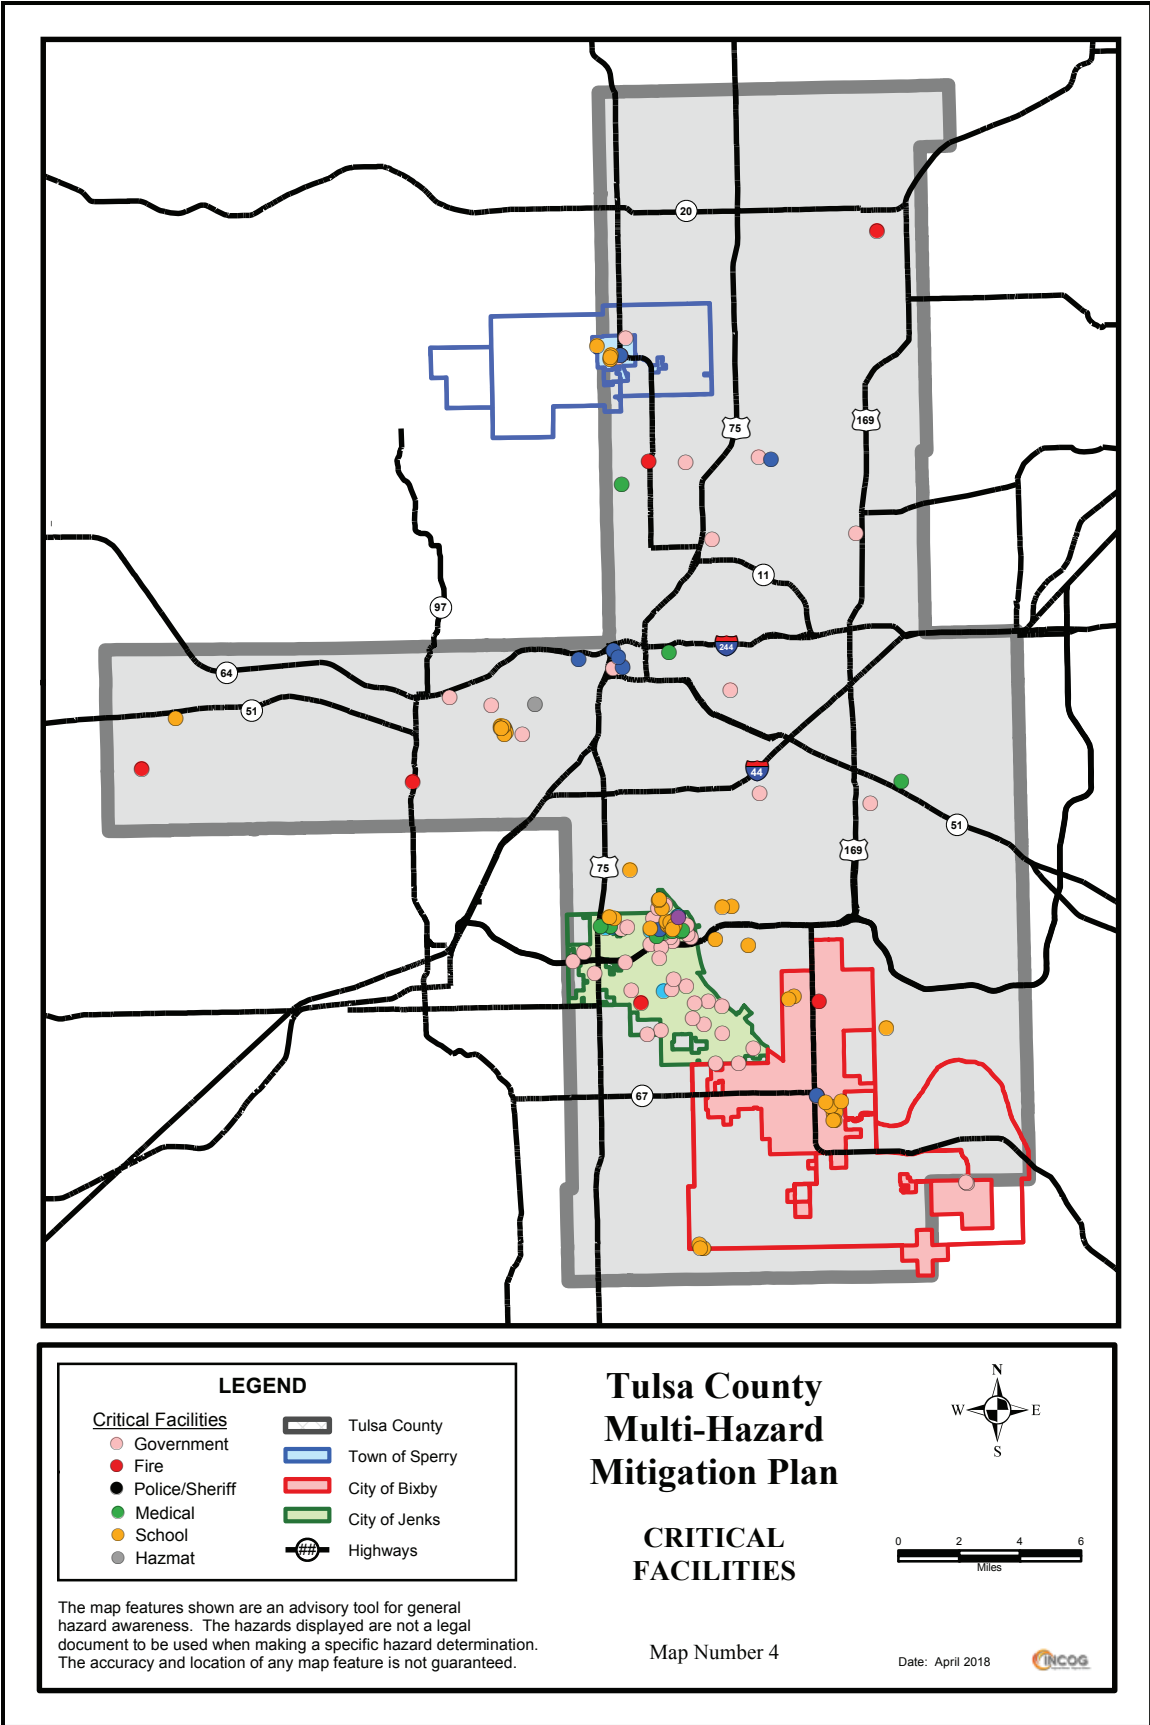 20
75
169
11
97
244
64
51
44
51
169
75
67
LEGEND
Critical Facilities
Government
Fire
Police/Sheriff
Medical
School
Hazmat
Tulsa County
Town of Sperry
City of Bixby
City of Jenks
## Highways
The map features shown are an advisory tool for general
hazard awareness. The hazards displayed are not a legal
document to be used when making a specific hazard determination.
The accuracy and location of any map feature is not guaranteed.
Tulsa County
Multi-Hazard
Mitigation Plan
CRITICAL
FACILITIES
Map Number 4
N
W E
S
0 2 4 6
Miles
Date: April 2018
INCOG